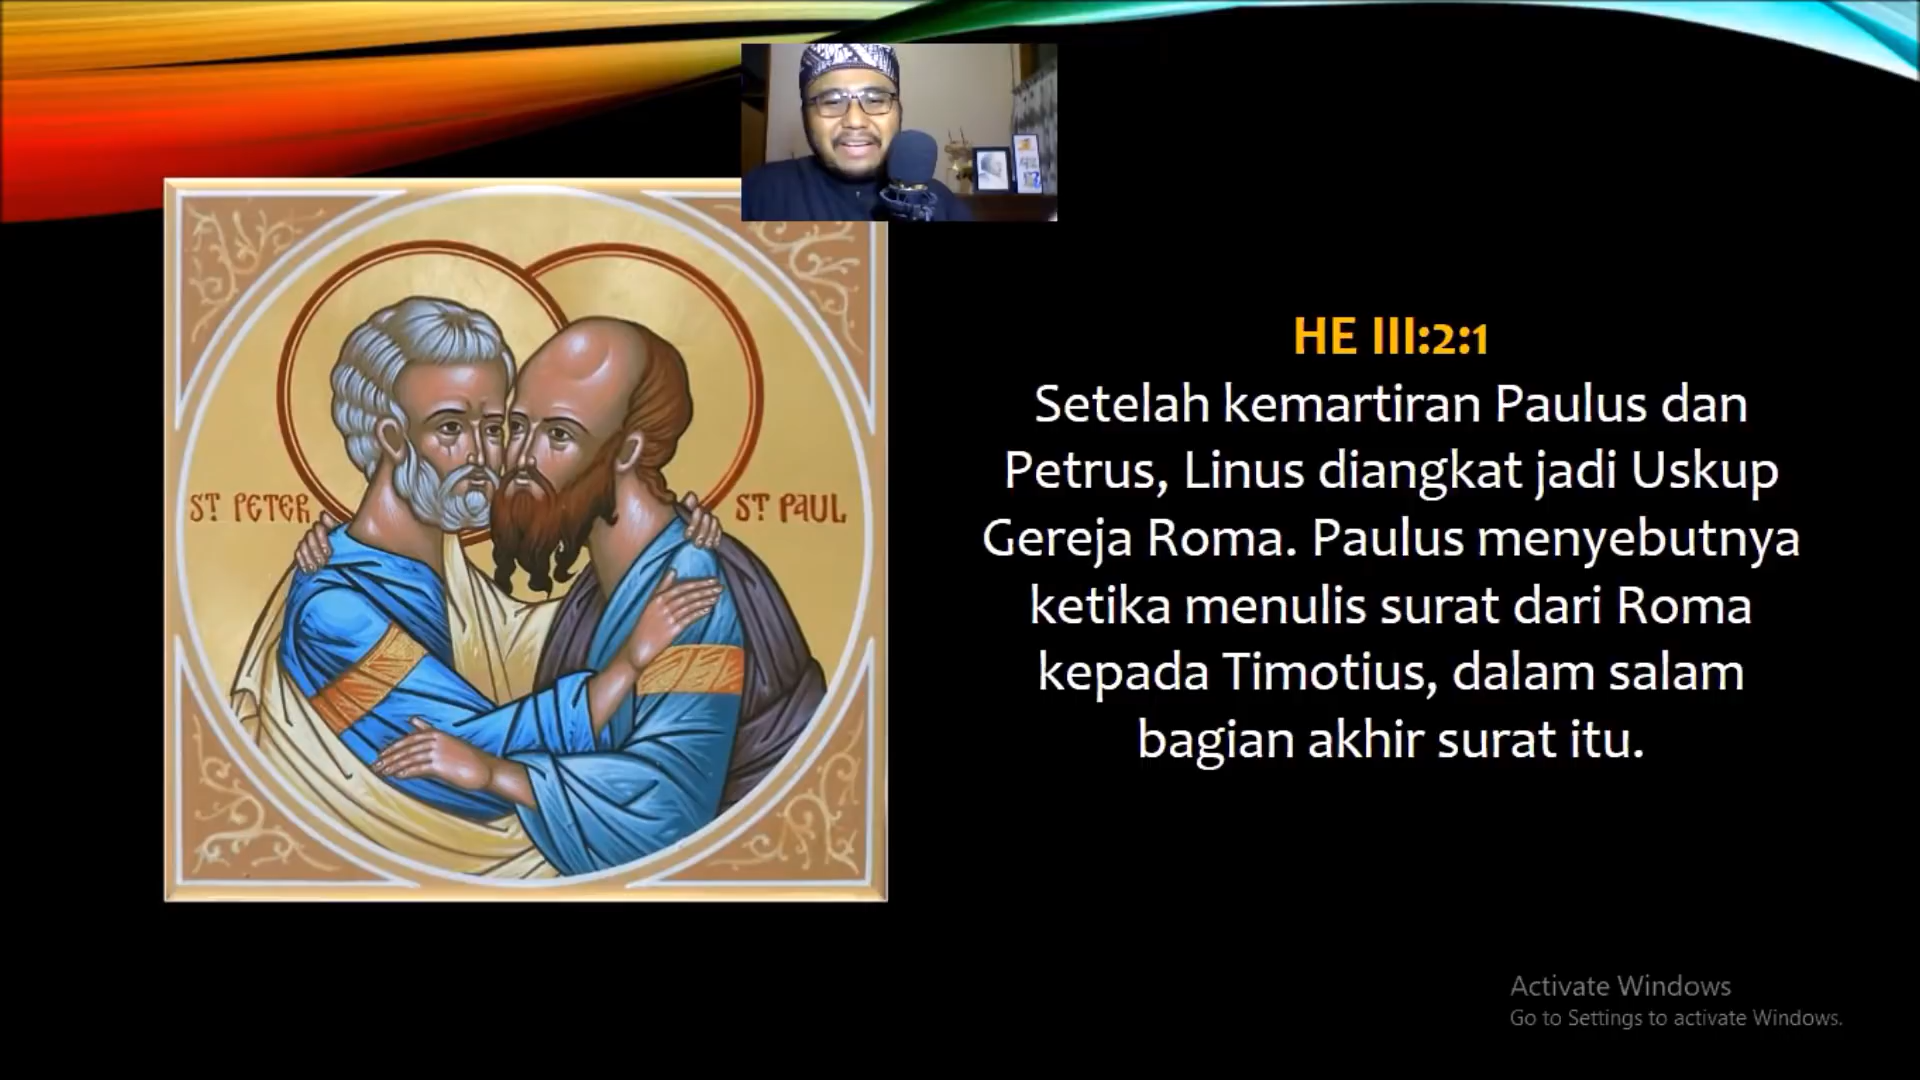 ST PETER
ST PAUL
HE III:2:1
Setelah kemartiran Paulus dan
Petrus, Linus diangkat jadi Uskup
Gereja Roma. Paulus menyebutnya
ketika menulis surat dari Roma
kepada Timotius, dalam salam
bagian akhir surat itu.
Activate Windows
Go to Settings to activate Windows.